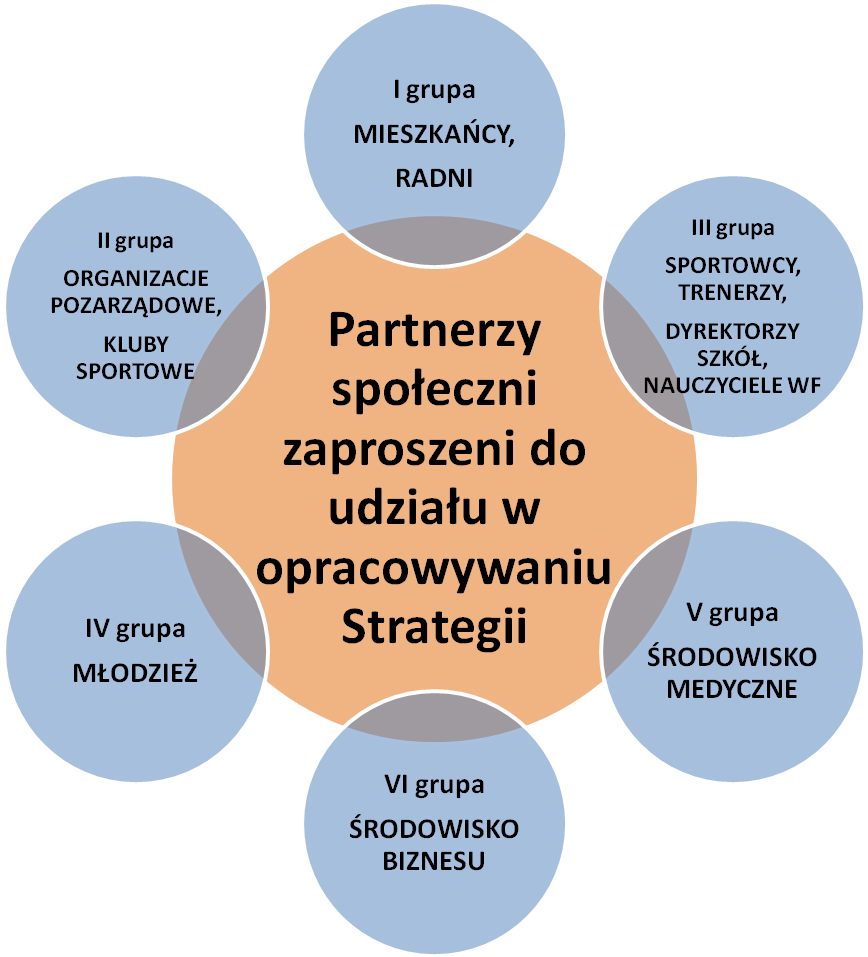 I grupa
MIESZKAŃCY,
RADNI
II grupa
ORGANIZACJE
POZARZĄDOWE,
KLUBY
SPORTOWE
III grupa
SPORTOWCY,
TRENERZY,
DYREKTORZY
SZKÓŁ,
NAUCZYCIELE WF
Partnerzy
społeczni
zaproszeni do
udziału w
opracowywaniu
Strategii
IV grupa
MŁODZIEŻ
V grupa
ŚRODOWISKO
MEDYCZNE
VI grupa
ŚRODOWISKO
BIZNESU